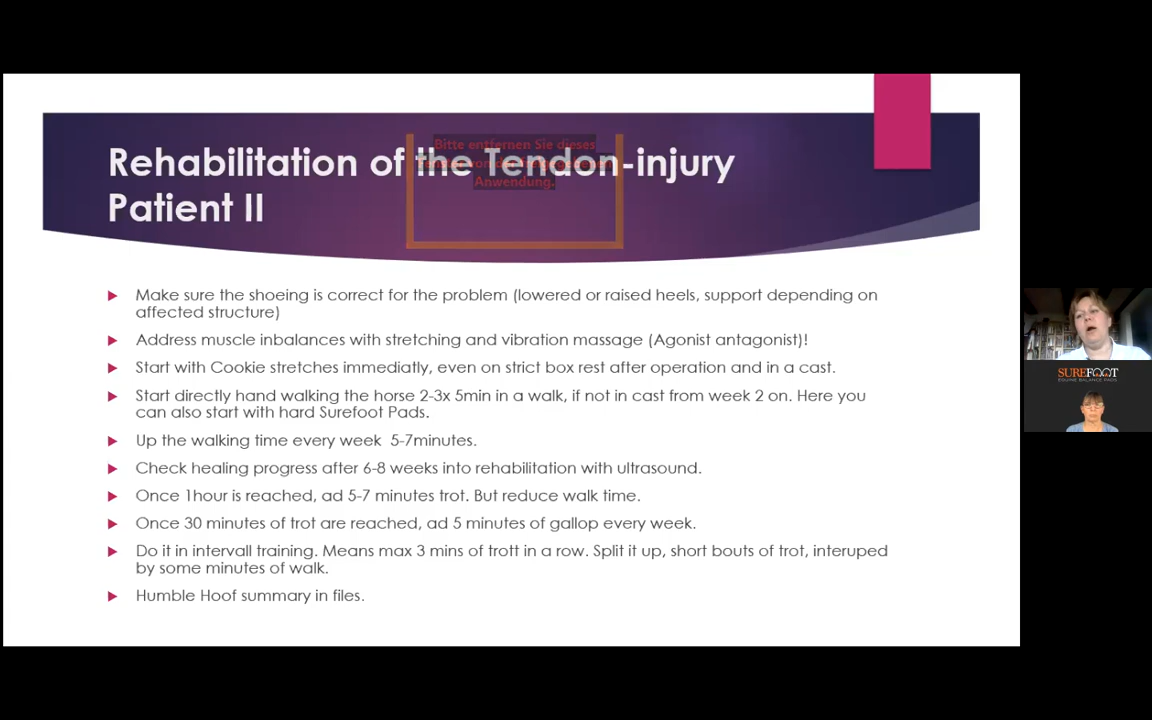 Rehabilitation of the Tendon-injury
Patient II
Bitte entfernen Sie dieses
Anwendung.
Make sure the shoeing is correct for the problem (lowered or raised heels, support depending on
affected structure)
Address muscle inbalances with stretching and vibration massage (Agonist antagonist)!
Start with Cookie stretches immediatly, even on strict box rest after operation and in a cast.
Start directly hand walking the horse 2-3x 5min in a walk, if not in cast from week 2 on. Here you
can also start with hard Surefoot Pads.
Up the walking time every week 5-7minutes.
Check healing progress after 6-8 weeks into rehabilitation with ultrasound.
Once 1hour is reached, ad 5-7 minutes trot. But reduce walk time.
Once 30 minutes of trot are reached, ad 5 minutes of gallop every week.
Do it in intervall training. Means max 3 mins of trott in a row. Split it up, short bouts of trot, interuped
by some minutes of walk.
Humble Hoof summary in files.
SUREFOOT
EQUINE BALANCE PADS